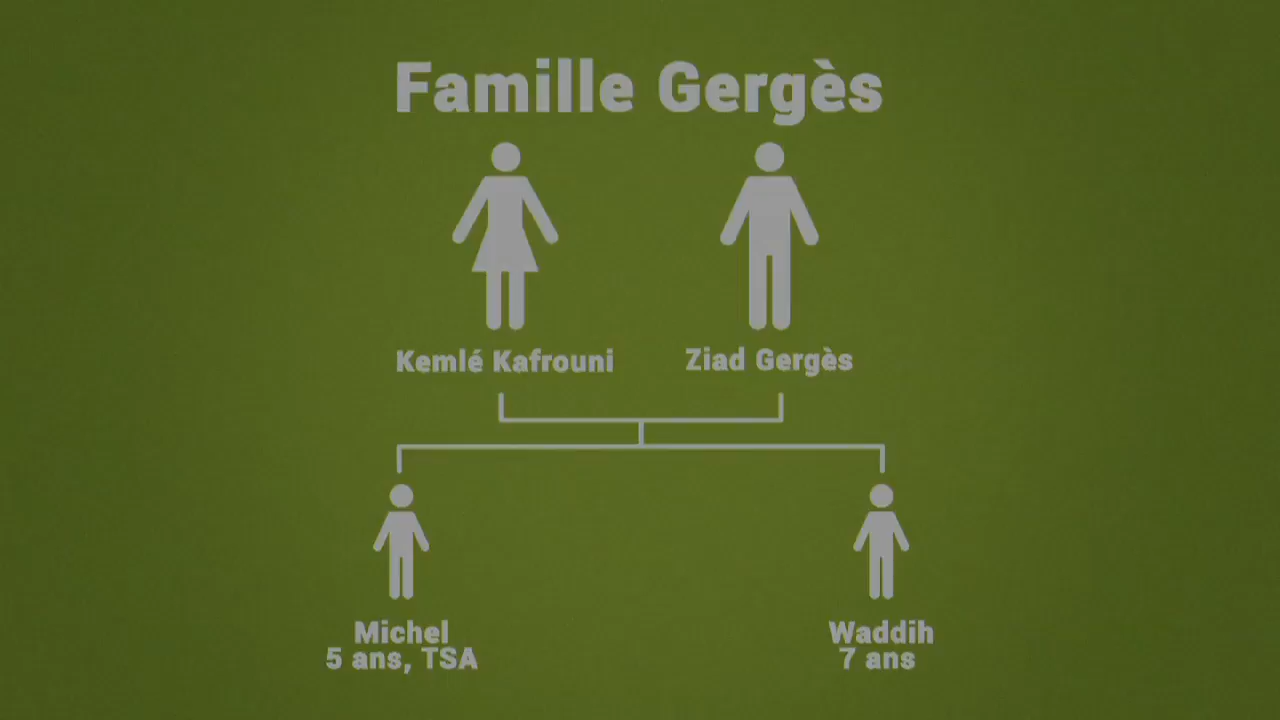 Famille Gergès
Kemlé Kafrouni
Ziad Gergès
Michel
5 ans, TSA
Waddih
7 ans